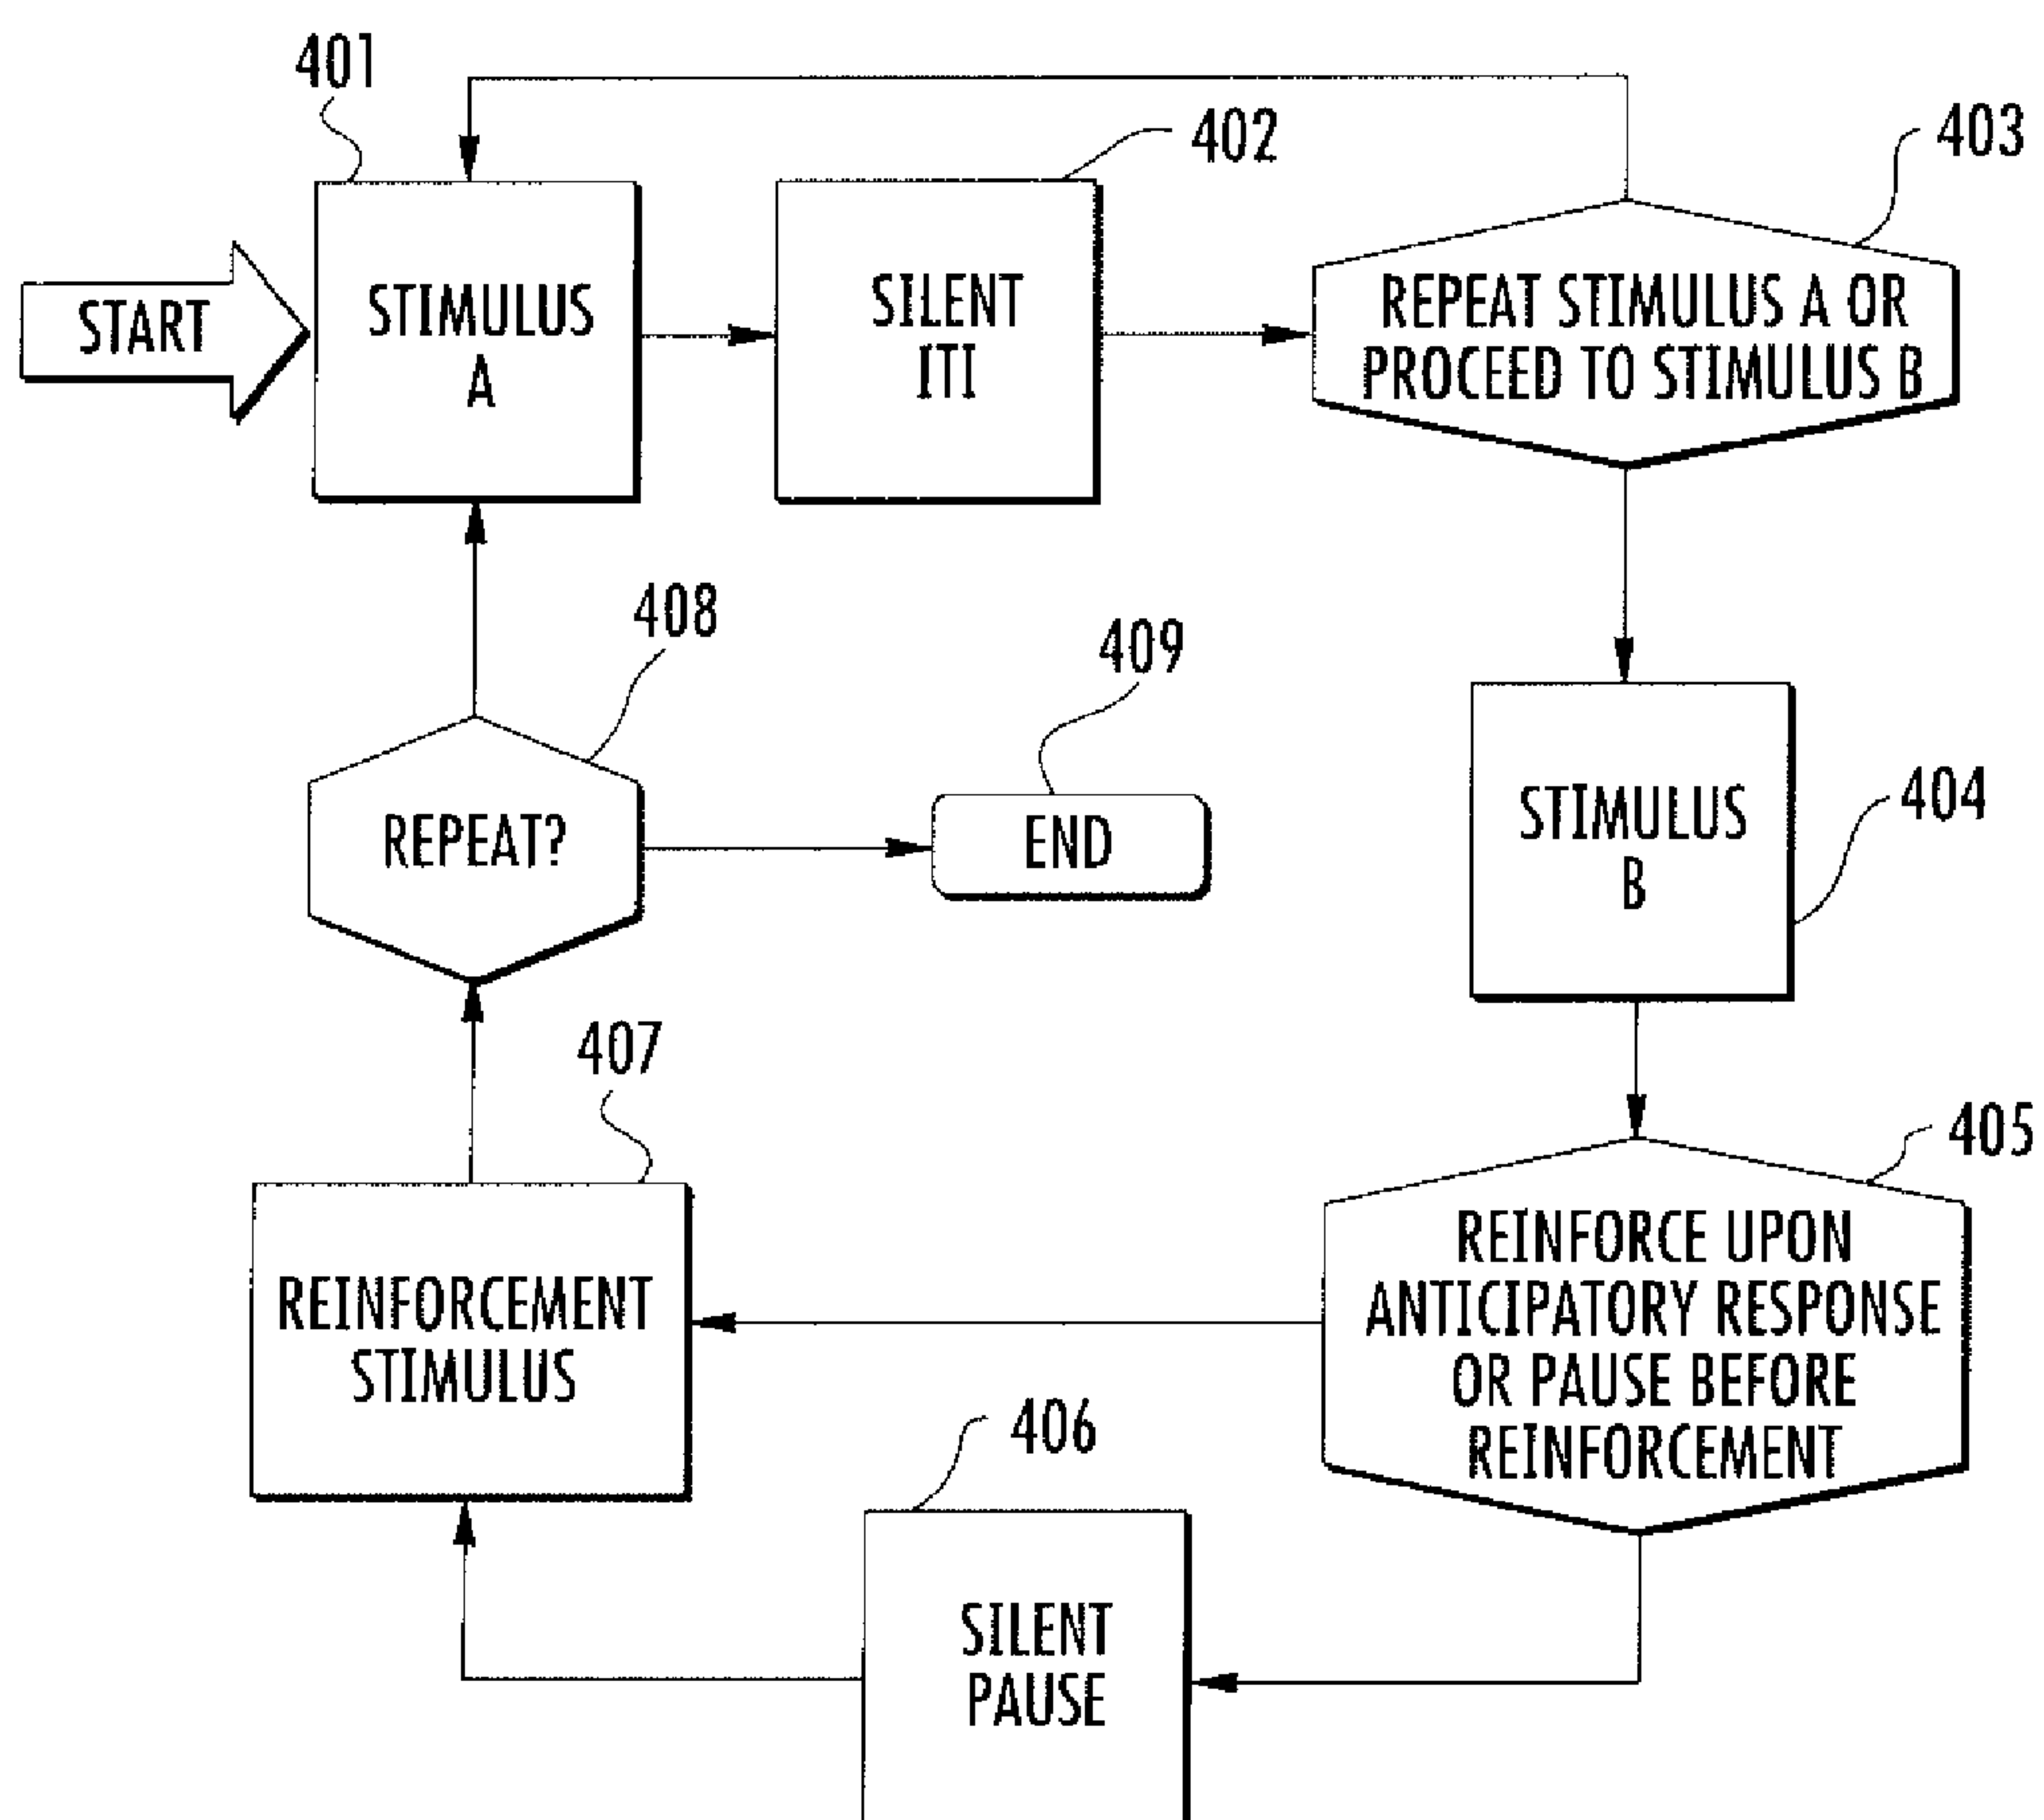 401
402
403
START
STIMULUS
A
SILENT
ITI
REPEAT STIMULUS A OR
PROCEED TO STIMULUS B
408
409
REPEAT?
END
STIMULUS
B
404
407
405
REINFORCEMENT
STIMULUS
REINFORCE UPON
ANTICIPATORY RESPONSE
OR PAUSE BEFORE
REINFORCEMENT
406
SILENT
PAUSE